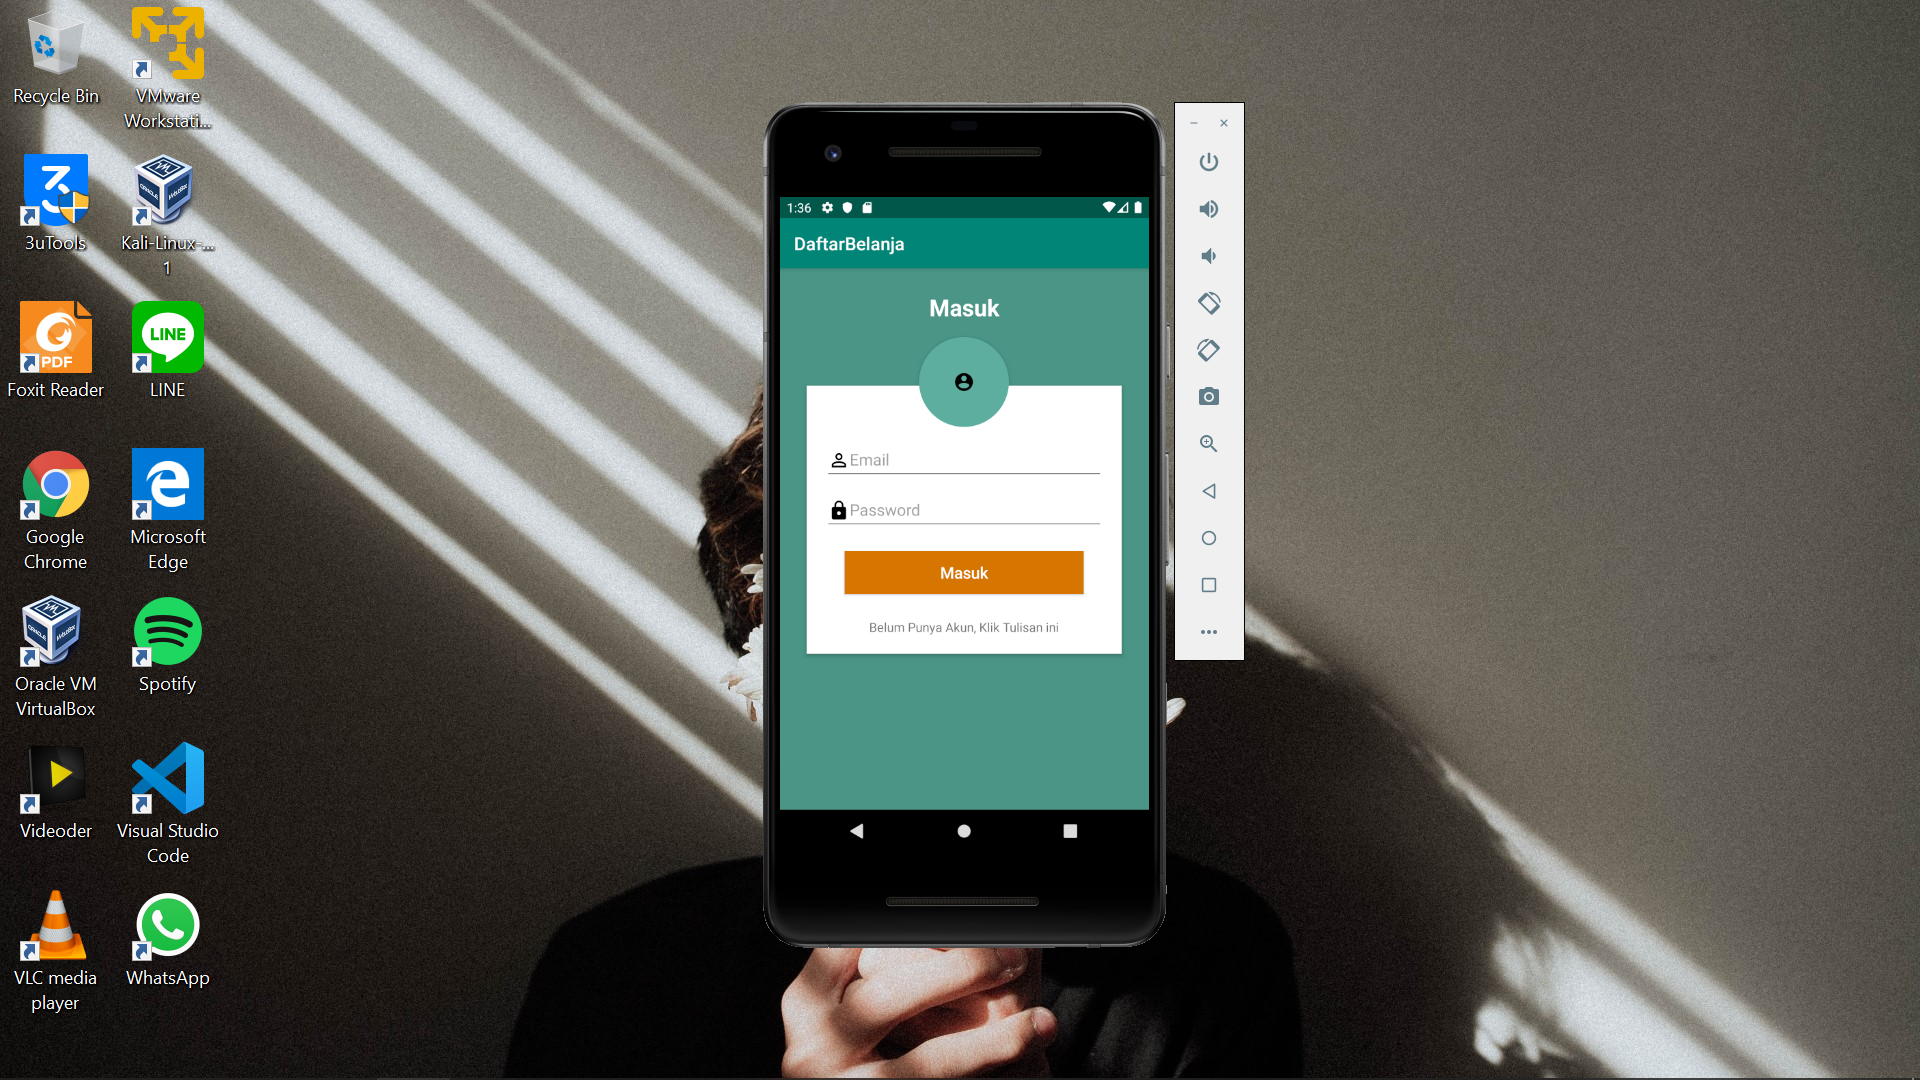 Recycle Bin
VMware
Workstati...
3uTools
Kali-Linux-...
1
PDF
Foxit Reader
LINE
LINE
Google
Chrome
Microsoft
Edge
Oracle VM
VirtualBox
Spotify
Videoder
Visual Studio
Code
VLC media
player
WhatsApp
1:36
DaftarBelanja
Masuk
Email
Password
Masuk
Belum Punya Akun, Klik Tulisan ini